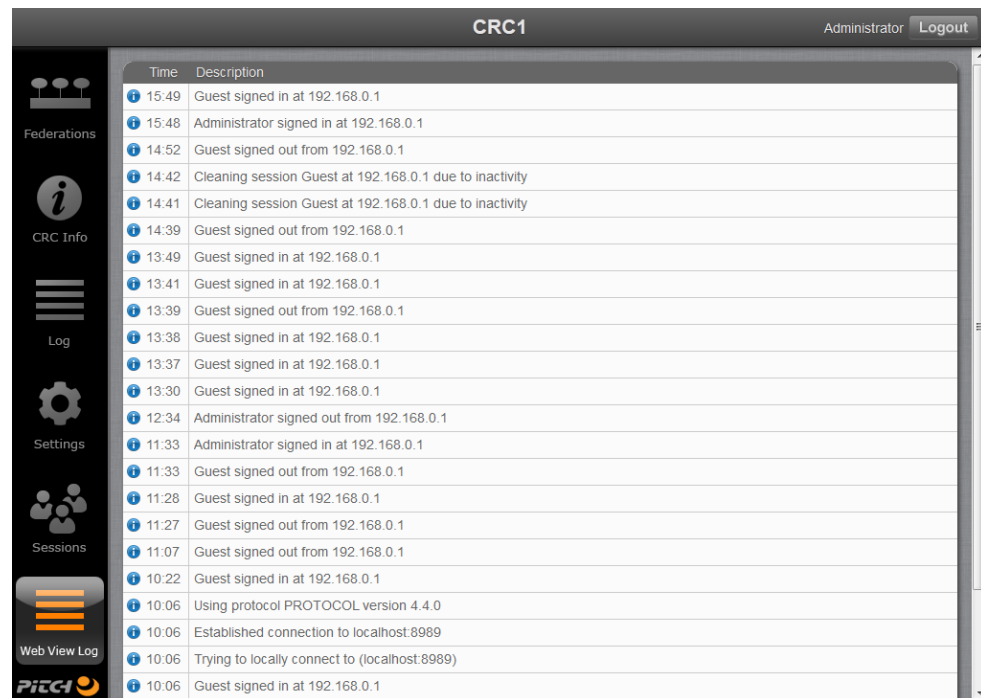 CRC1
Administrator Logout
Federations
CRC Info
Log
Settings
Sessions
Web View Log
PITCH
Time Description
15:49 Guest signed in at 192.168.0.1
15:48 Administrator signed in at 192.168.0.1
14:52 Guest signed out from 192.168.0.1
14:42 Cleaning session Guest at 192.168.0.1 due to inactivity
14:41 Cleaning session Guest at 192.168.0.1 due to inactivity
14:39 Guest signed out from 192.168.0.1
13:49 Guest signed in at 192.168.0.1
13:41 Guest signed in at 192.168.0.1
13:39 Guest signed out from 192.168.0.1
13:38 Guest signed in at 192.168.0.1
13:37 Guest signed in at 192.168.0.1
13:30 Guest signed in at 192.168.0.1
12:34 Administrator signed out from 192.168.0.1
11:33 Administrator signed in at 192.168.0.1
11:33 Guest signed out from 192.168.0.1
11:28 Guest signed in at 192.168.0.1
11:27 Guest signed out from 192.168.0.1
11:07 Guest signed out from 192.168.0.1
10:22 Guest signed in at 192.168.0.1
10:06 Using protocol PROTOCOL version 4.4.0
10:06 Established connection to localhost:8989
10:06 Trying to locally connect to (localhost:8989)
10:06 Guest signed in at 192.168.0.1